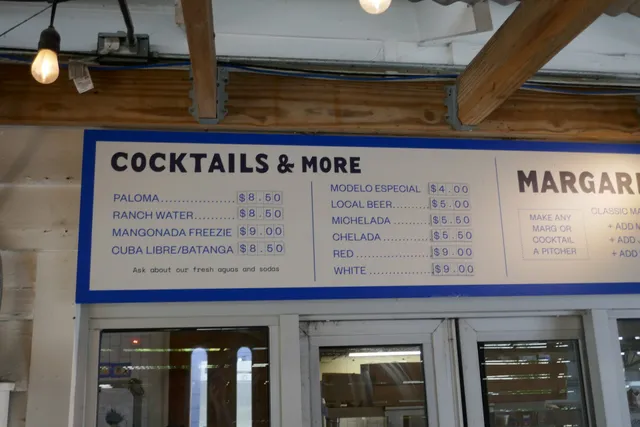 COCKTAILS & MORE
PALOMA.................. $8.50
RANCH WATER........ $8.50
MANGONADA FREEZIE $9.00
CUBA LIBRE/BATANGA $8.50
Ask about our fresh aguas and sodas
MODELO ESPECIAL $4.00
LOCAL BEER......... $5.00
MICHELADA.......... $5.50
CHELADA.............. $5.50
RED...................... $9.00
WHITE .................. $9.00
MARGARI
MAKE ANY
MARG OR
COCKTAIL
A PITCHER
CLASSIC MA
+ ADD
+ ADD
+ ADD